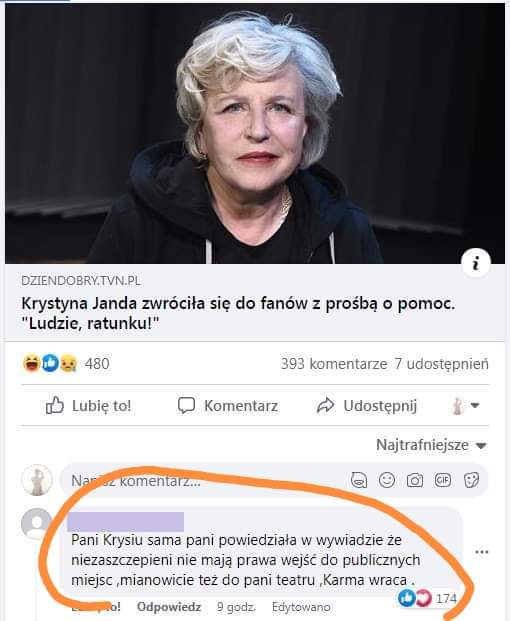 i
DZIENDOBRY.TVN.PL
Krystyna Janda zwróciła się do fanów z prośbą o pomoc.
"Ludzie, ratunku!"
480
393 komentarze 7 udostępnień
Lubię to!
Komentarz
Udostępnij
Najtrafniejsze
komentarz...
GIF
Pani Krysiu sama pani powiedziała w wywiadzie że
niezaszczepieni nie mają prawa wejść do publicznych
miejsc ,mianowicie też do pani teatru ,Karma wraca .
174
to! Odpowiedz 9 godz. Edytowano